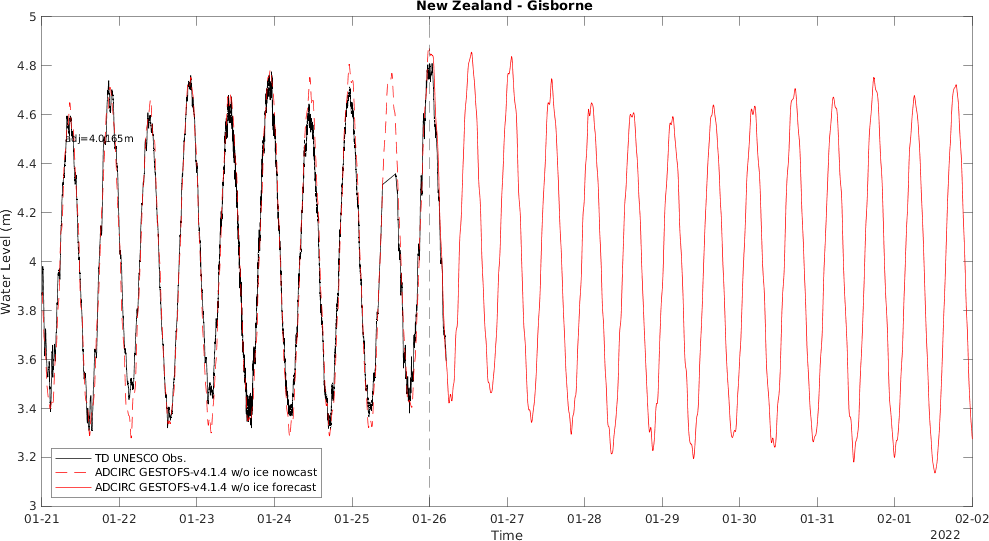 New Zealand - Gisborne
5
4.8
4.6
4.4
4.2
4
3.8
3.6
3.4
3.2
3
Water Level (m)
adj=4.0165m
TD UNESCO Obs.
ADCIRC GESTOFS-v4.1.4 w/o ice nowcast
ADCIRC GESTOFS-v4.1.4 w/o ice forecast
01-21 01-22 01-23 01-24 01-25 01-26 01-27 01-28 01-29 01-30 01-31 02-01 02-02
Time
2022